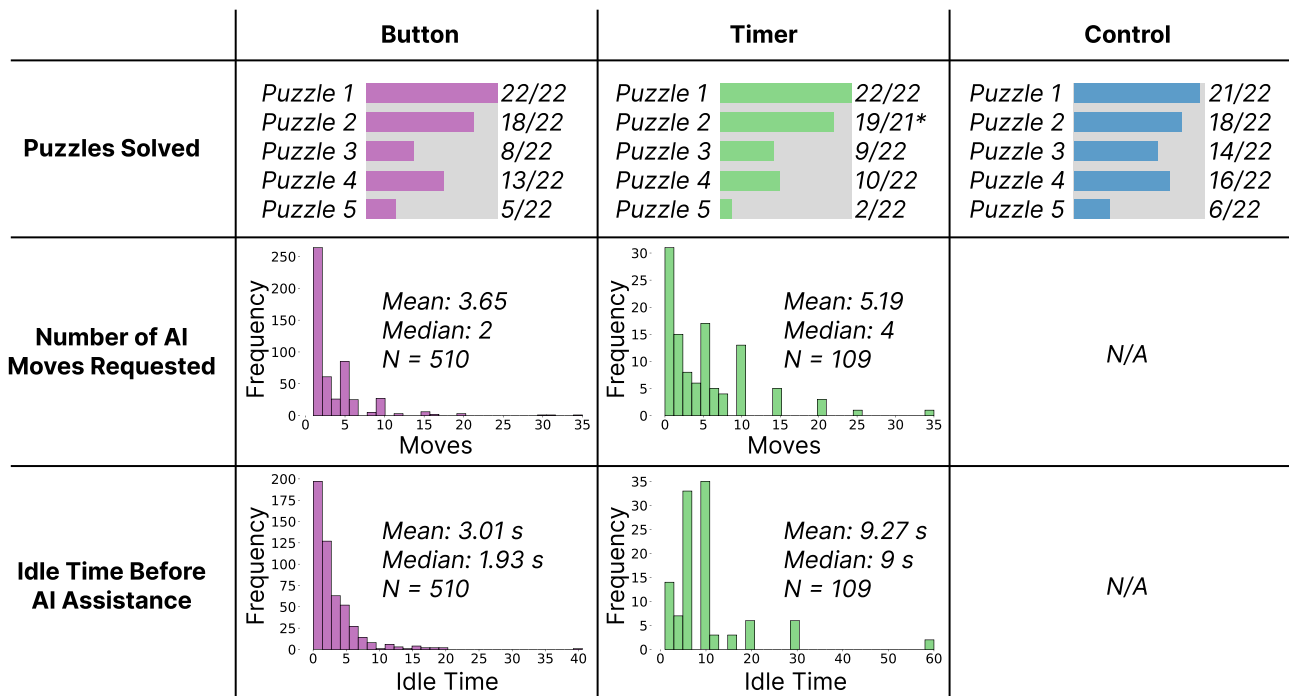 Button Timer Control
Puzzles Solved
Puzzle 1 22/22
Puzzle 2 18/22
Puzzle 3 8/22
Puzzle 4 13/22
Puzzle 5 5/22
Puzzle 1 22/22
Puzzle 2 19/21*
Puzzle 3 9/22
Puzzle 4 10/22
Puzzle 5 2/22
Puzzle 1 21/22
Puzzle 2 18/22
Puzzle 3 14/22
Puzzle 4 16/22
Puzzle 5 6/22
Number of AI
Moves Requested
Frequency
250
200
150
100
50
0
Mean: 3.65
Median: 2
N = 510
0 5 10 15 20 25 30 35
Moves
Frequency
30
25
20
15
10
5
0
Mean: 5.19
Median: 4
N = 109
0 5 10 15 20 25 30 35
Moves
N/A
Idle Time Before
AI Assistance
Frequency
200
175
150
125
100
75
50
25
0
Mean: 3.01 s
Median: 1.93 s
N = 510
0 5 10 15 20 25 30 35 40
Idle Time
Frequency
35
30
25
20
15
10
5
0
Mean: 9.27 s
Median: 9 s
N = 109
0 10 20 30 40 50 60
Idle Time
N/A